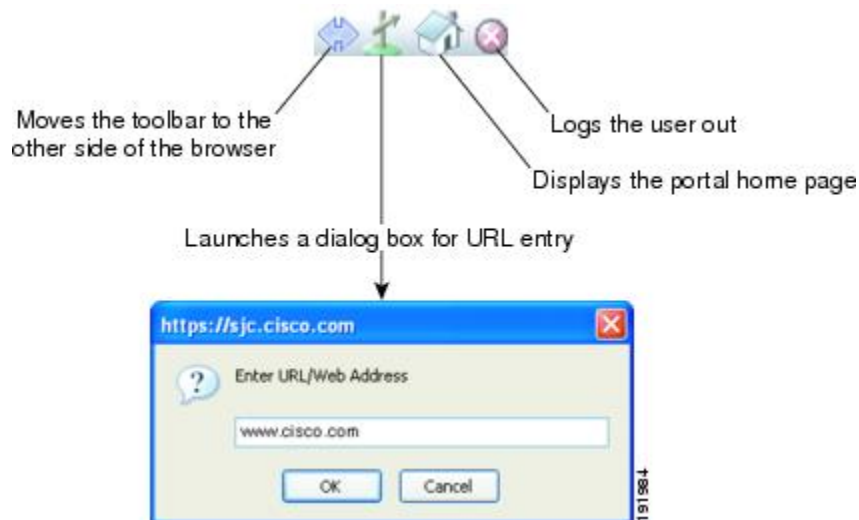 Moves the toolbar to the
other side of the browser
Logs the user out
Displays the portal home page
Launches a dialog box for URL entry
https://sjc.cisco.com
?
Enter URL/Web Address
www.cisco.com
OK
Cancel
191984